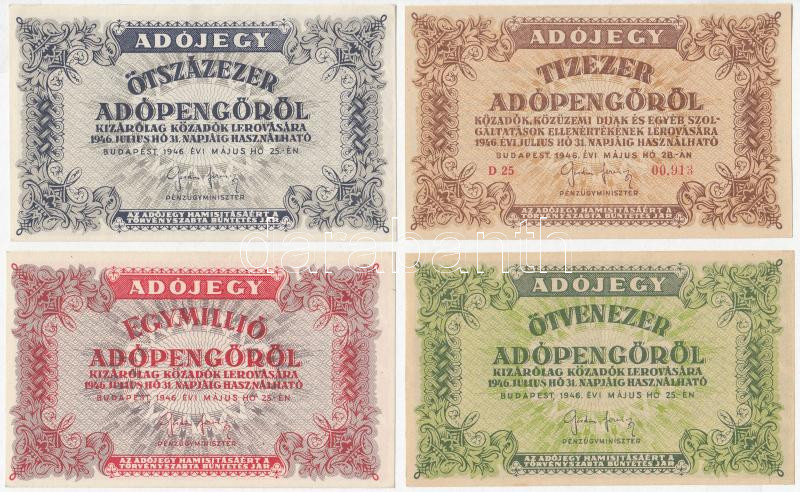 ADÓJEGY
ÖTSZÁZEZER
ADÓPENGŐRŐL
KIZÁRÓLAG KÖZADÓK LEROVÁSÁRA
1946. JULIUS HÓ 31. NAPJÁIG HASZNÁLHATÓ
BUDAPEST, 1946. ÉVI MÁJUS HÓ 25.-ÉN
PÉNZÜGYMINISZTER
AZ ADÓJEGY HAMISITÁSÁÉRT A
TÖRVÉNYSZABTA BÜNTETÉS JÁR
ADÓJEGY
TIZEZER
ADÓPENGŐRŐL
KÖZADÓK, KÖZÜZEMI DIJAK ÉS EGYÉB SZOL-
GÁLTATÁSOK ELLENÉRTÉKÉNEK LEROVÁSÁRA
1946. ÉVI JULIUS HÓ 31. NAPJÁIG HASZNÁLHATÓ
BUDAPEST, 1946. ÉVI MÁJUS HÓ 28.-ÁN
D 25 00.913
PÉNZÜGYMINISZTER
AZ ADÓJEGY HAMISITÁSÁÉRT A
TÖRVÉNYSZABTA BÜNTETÉS JÁR
darabanth
ADÓJEGY
EGYMILLIÓ
ADÓPENGŐRŐL
KIZÁRÓLAG KÖZADÓK LEROVÁSÁRA
1946. JULIUS HÓ 31. NAPJÁIG HASZNÁLHATÓ
BUDAPEST, 1946. ÉVI MÁJUS HÓ 25.-ÉN
PÉNZÜGYMINISZTER
AZ ADÓJEGY HAMISITÁSÁÉRT A
TÖRVÉNYSZABTA BÜNTETÉS JÁR
ADÓJEGY
ÖTVENEZER
ADÓPENGŐRŐL
KIZÁRÓLAG KÖZADÓK LEROVÁSÁRA
1946. JULIUS HÓ 31. NAPJÁIG HASZNÁLHATÓ
BUDAPEST, 1946. ÉVI MÁJUS HÓ 25.-ÉN
PÉNZÜGYMINISZTER
AZ ADÓJEGY HAMISITÁSÁÉRT A
TÖRVÉNYSZABTA BÜNTETÉS JÁR